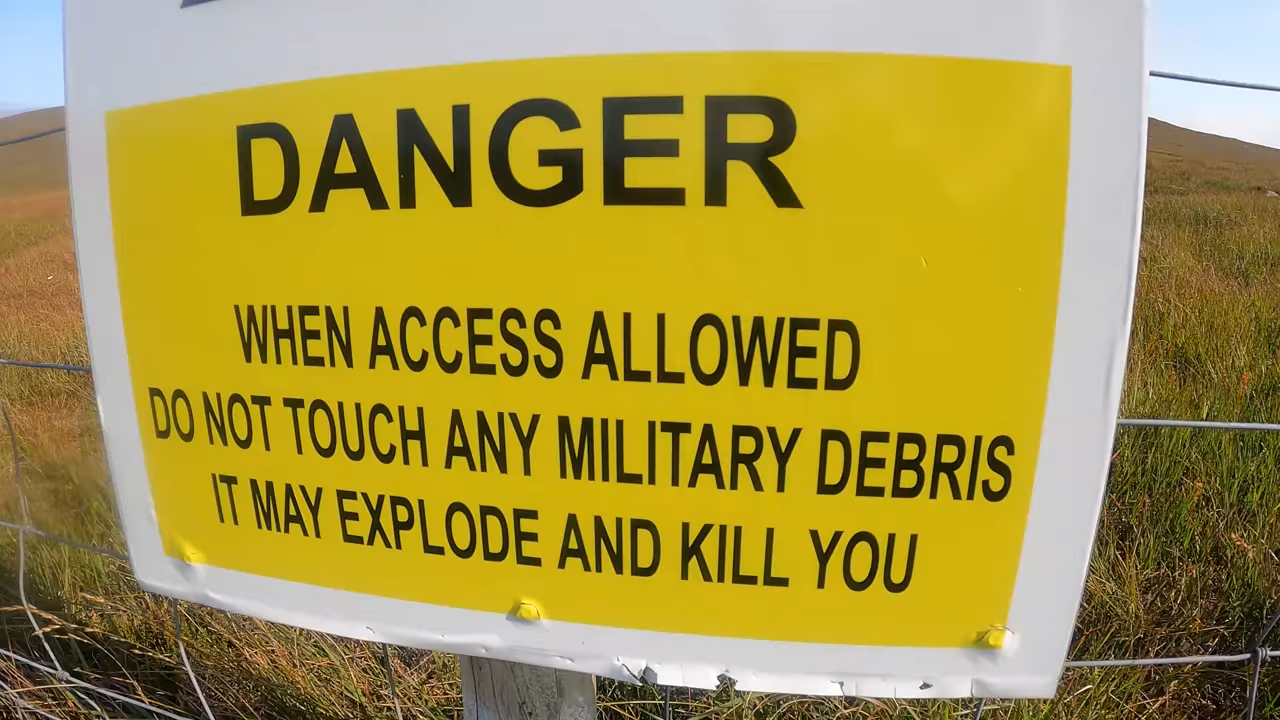 DANGER
WHEN ACCESS ALLOWED
DO NOT TOUCH ANY MILITARY DEBRIS
IT MAY EXPLODE AND KILL YOU